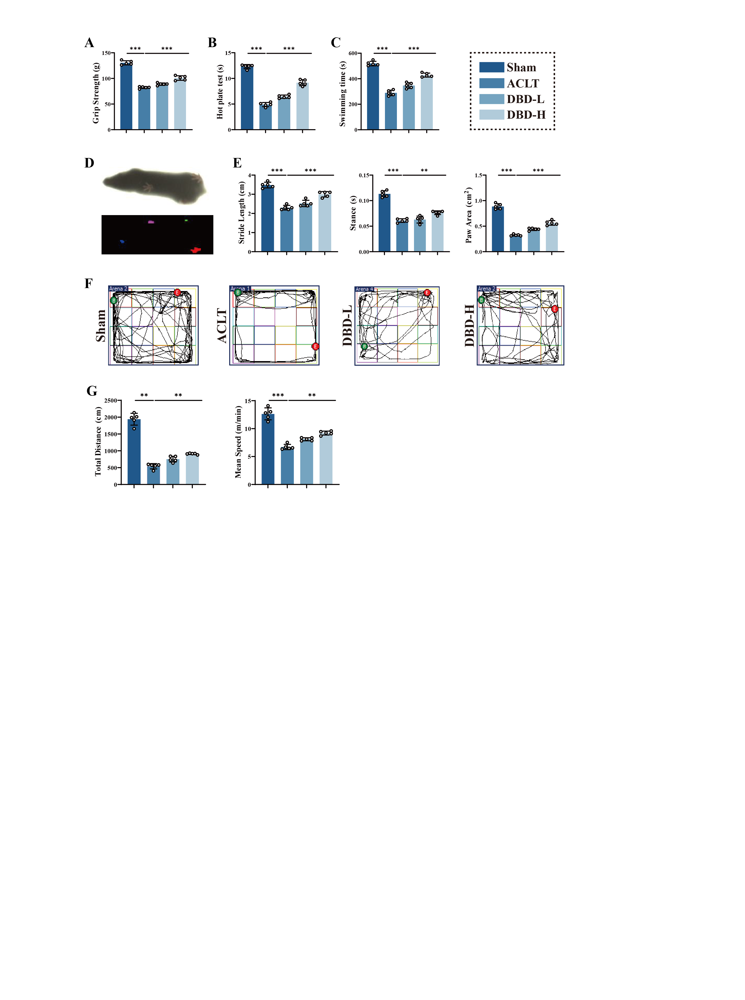 A
B
C
***
***
***
***
***
***
Grip Strength (g)
150
100
50
0
Hot plate test (s)
15
10
5
0
Swimming time (s)
600
400
200
0
Sham
ACLT
DBD-L
DBD-H
D
E
***
***
***
**
***
***
Stride Length (cm)
4
3
2
1
0
Stance (s)
0.15
0.10
0.05
0.00
Paw Area (cm2)
1.5
1.0
0.5
0.0
F
Sham
Arena 2
B
E
ACLT
Arena 1
B
E
DBD-L
Arena 4
B
E
DBD-H
Arena 2
B
E
G
**
**
***
**
Total Distance (cm)
2500
2000
1500
1000
500
0
Mean Speed (m/min)
15
10
5
0